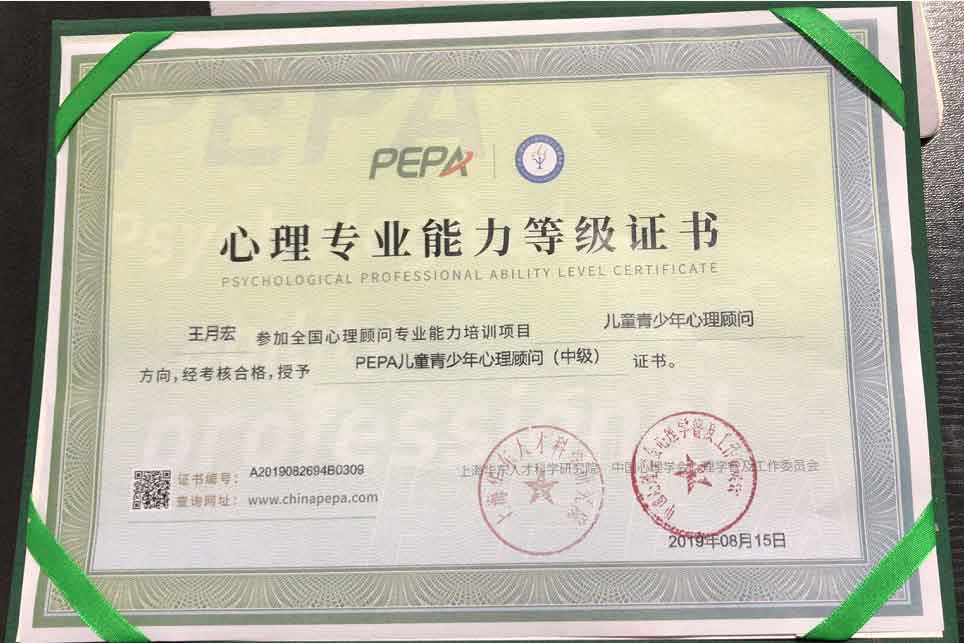 PEPA
心理专业能力等级证书
PSYCHOLOGICAL PROFESSIONAL ABILITY LEVEL CERTIFICATE
王月宏 参加全国心理顾问专业能力培训项目 儿童青少年心理顾问
方向，经考核合格，授予 PEPA儿童青少年心理顾问（中级） 证书。
证书编号： A2019082694B0309
查询网址： www.chinapepa.com
上海华东人才科学研究院 中国心理学会心理学普及工作委员会
2019年08月15日